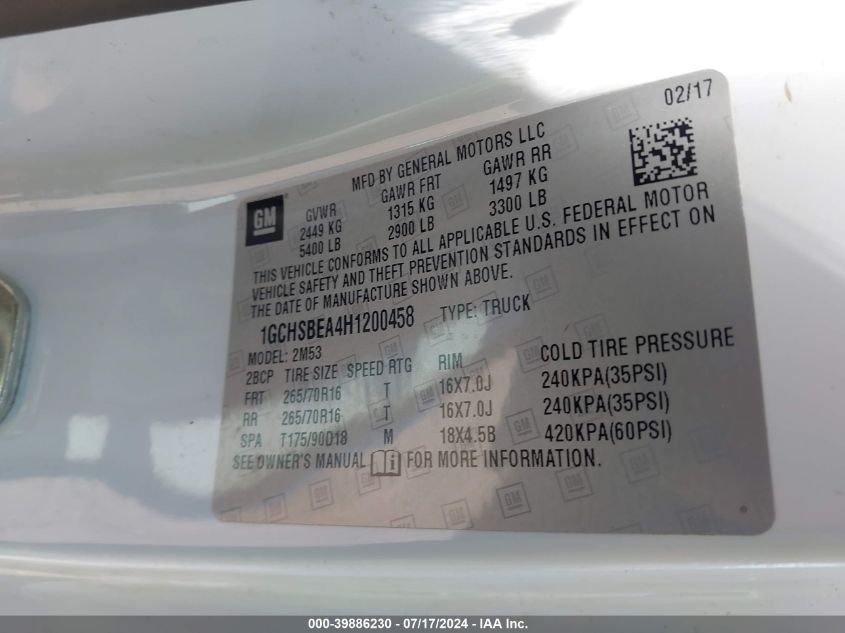 02/17
MFD BY GENERAL MOTORS LLC
GM
GVWR GAWR FRT GAWR RR
2449 KG 1315 KG 1497 KG
5400 LB 2900 LB 3300 LB
THIS VEHICLE CONFORMS TO ALL APPLICABLE U.S. FEDERAL MOTOR
VEHICLE SAFETY AND THEFT PREVENTION STANDARDS IN EFFECT ON
THE DATE OF MANUFACTURE SHOWN ABOVE.
1GCHSBEA4H1200458 TYPE: TRUCK
MODEL: 2M53
2BCP TIRE SIZE SPEED RTG RIM COLD TIRE PRESSURE
FRT 265/70R16 T 16X7.0J 240KPA(35PSI)
RR 265/70R16 T 16X7.0J 240KPA(35PSI)
SPA T175/90D18 M 18X4.5B 420KPA(60PSI)
SEE OWNER'S MANUAL FOR MORE INFORMATION.
000-39886230 - 07/17/2024 - IAA Inc.